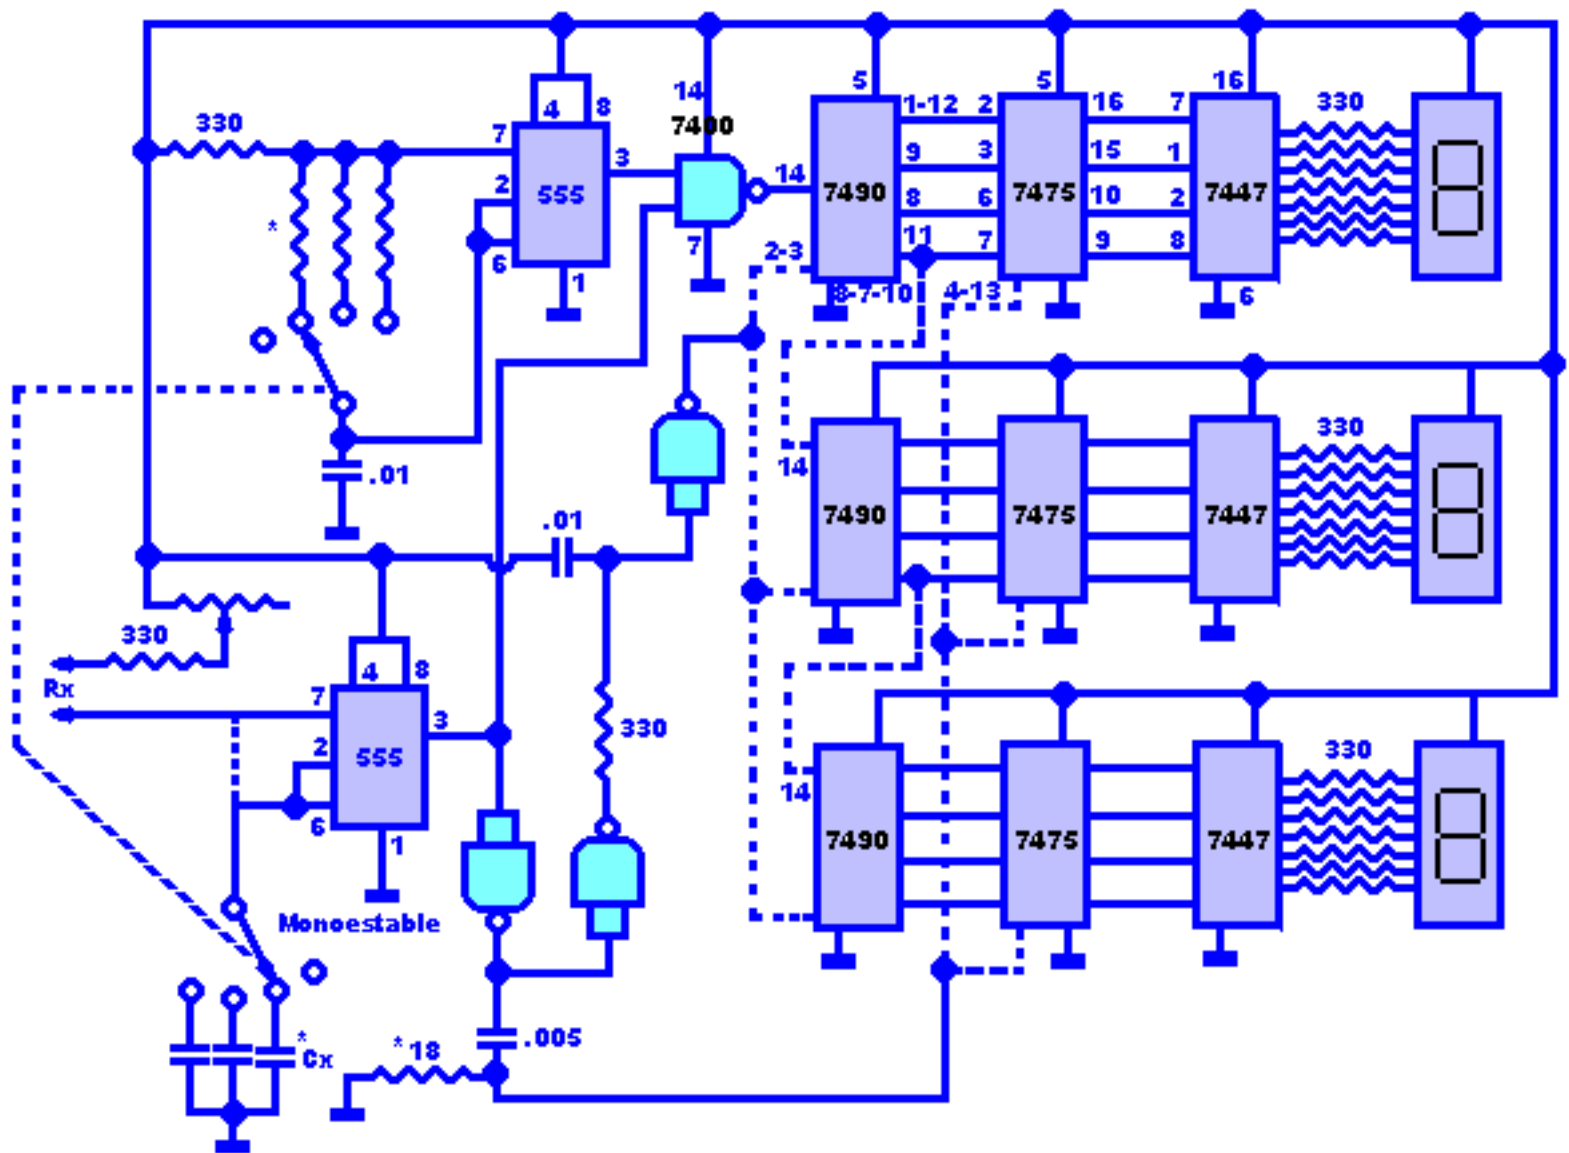 5 5 16
4 8 14 1-12 2 16 7 330
330 7 7400
3 9 3 15 1
2 555 14 7490 8 6 7475 10 2 7447
*
6 7 2-3 11 7 9 8
1 8-7-10 4-13 6
330
.01 14
.01 7490 7475 7447
330
4 8
Rx 7 3 330 330
2 555
6 14
1 7490 7475 7447
Monoestable
* Cx *18 .005